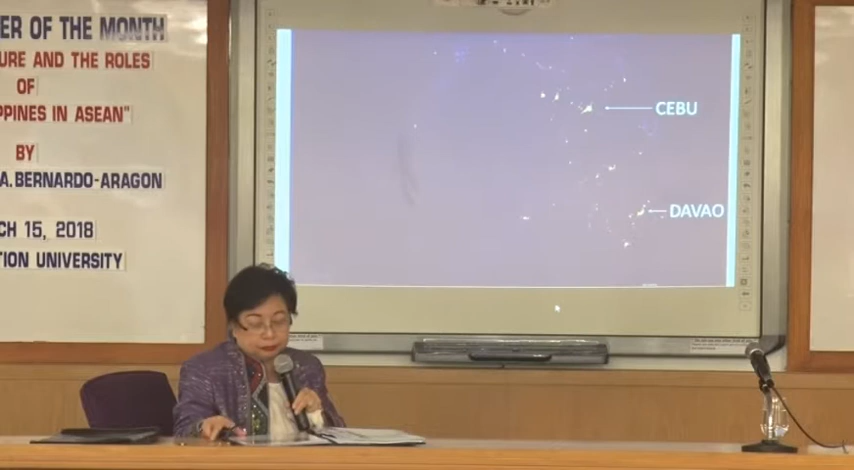 ER OF THE MONTH
URE AND THE ROLES
OF
PPINES IN ASEAN"
BY
A. BERNARDO-ARAGON
CH 15, 2018
TION UNIVERSITY
CEBU
DAVAO